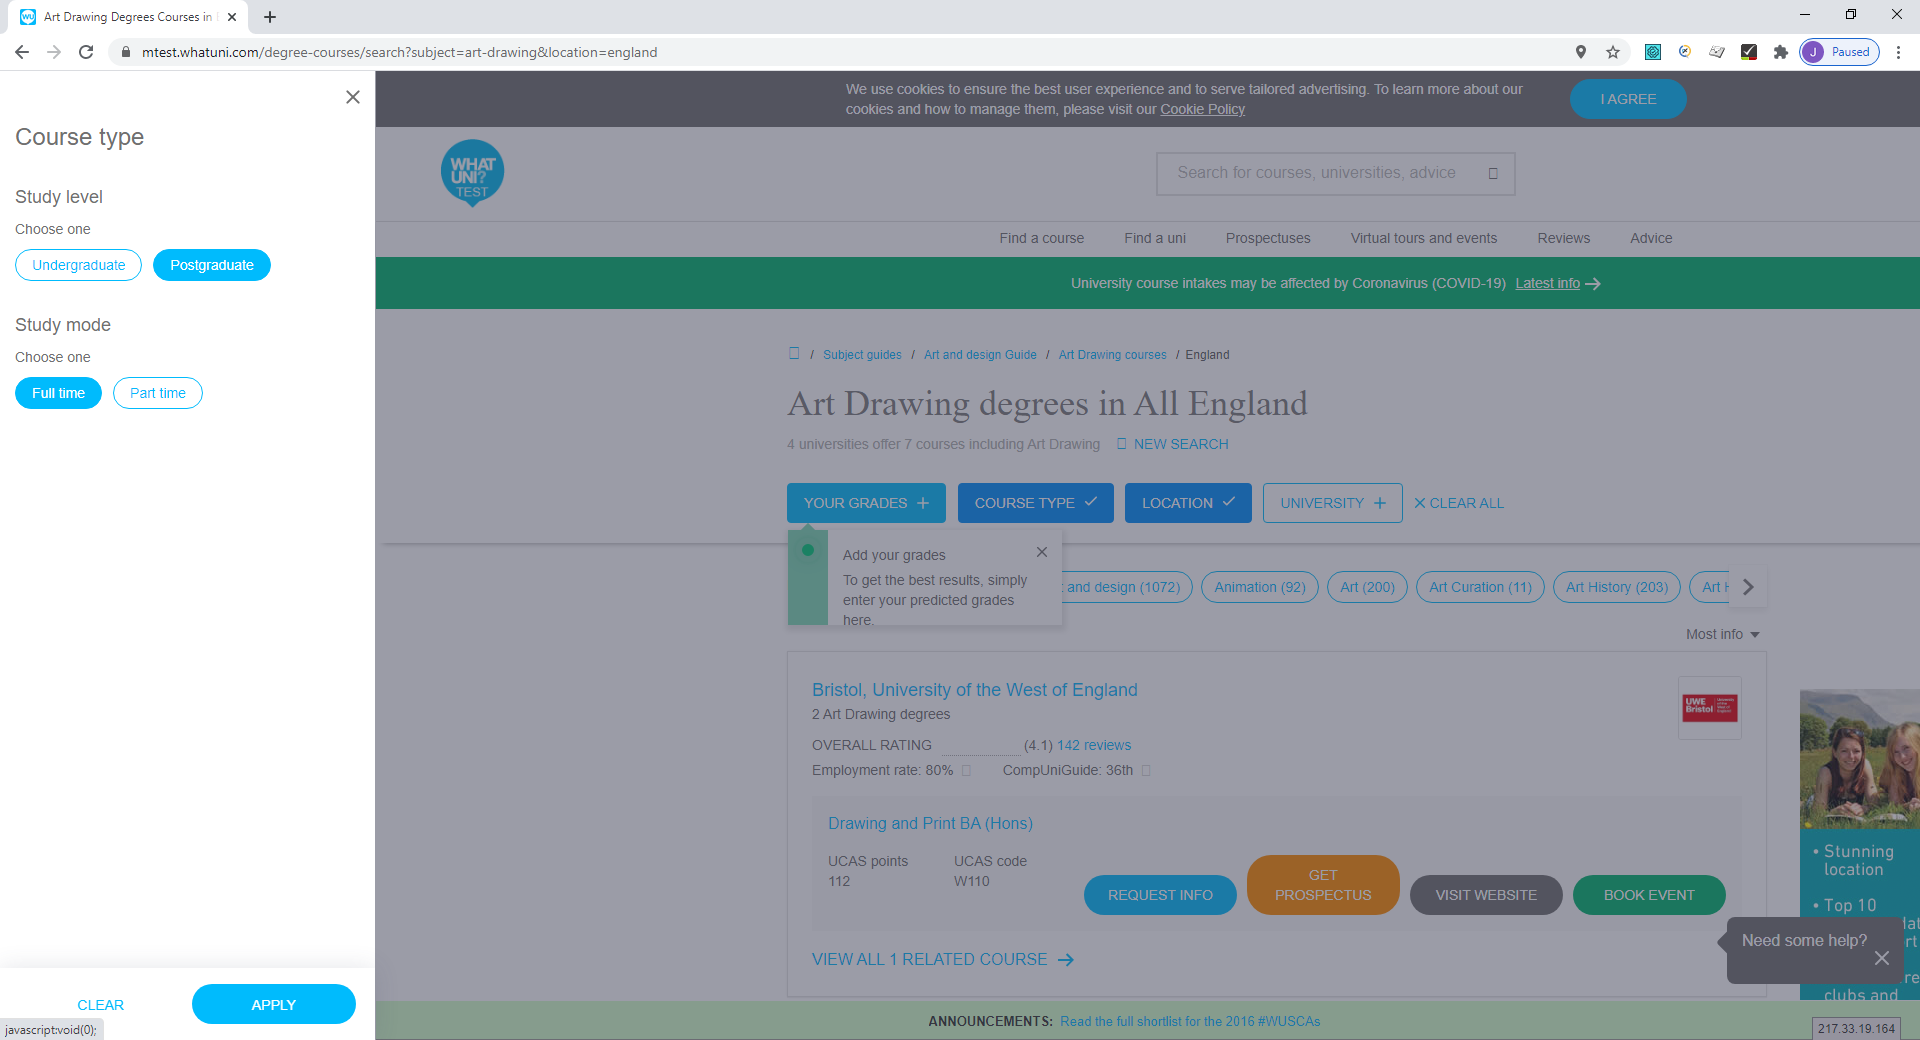 Art Drawing Degrees Courses in
mtest.whatuni.com/degree-courses/search?subject=art-drawing&location=england
J Paused
Course type
Study level
Choose one
Undergraduate Postgraduate
Study mode
Choose one
Full time Part time
CLEAR APPLY
javascript:void(0);
We use cookies to ensure the best user experience and to serve tailored advertising. To learn more about our
cookies and how to manage them, please visit our Cookie Policy
I AGREE
WHAT
UNI?
TEST
Search for courses, universities, advice
Find a course Find a uni Prospectuses Virtual tours and events Reviews Advice
University course intakes may be affected by Coronavirus (COVID-19) Latest info
/ Subject guides / Art and design Guide / Art Drawing courses / England
Art Drawing degrees in All England
4 universities offer 7 courses including Art Drawing NEW SEARCH
YOUR GRADES COURSE TYPE LOCATION UNIVERSITY CLEAR ALL
Add your grades
To get the best results, simply
enter your predicted grades
here.
and design (1072) Animation (92) Art (200) Art Curation (11) Art History (203) Art
Most info
Bristol, University of the West of England
2 Art Drawing degrees
UWE
Bristol
OVERALL RATING (4.1) 142 reviews
Employment rate: 80% CompUniGuide: 36th
Drawing and Print BA (Hons)
UCAS points UCAS code
112 W110
REQUEST INFO
GET
PROSPECTUS
VISIT WEBSITE
BOOK EVENT
VIEW ALL 1 RELATED COURSE
• Stunning
location
• Top 10
Need some help?
clubs and
ANNOUNCEMENTS: Read the full shortlist for the 2016 #WUSCAs
217.33.19.164